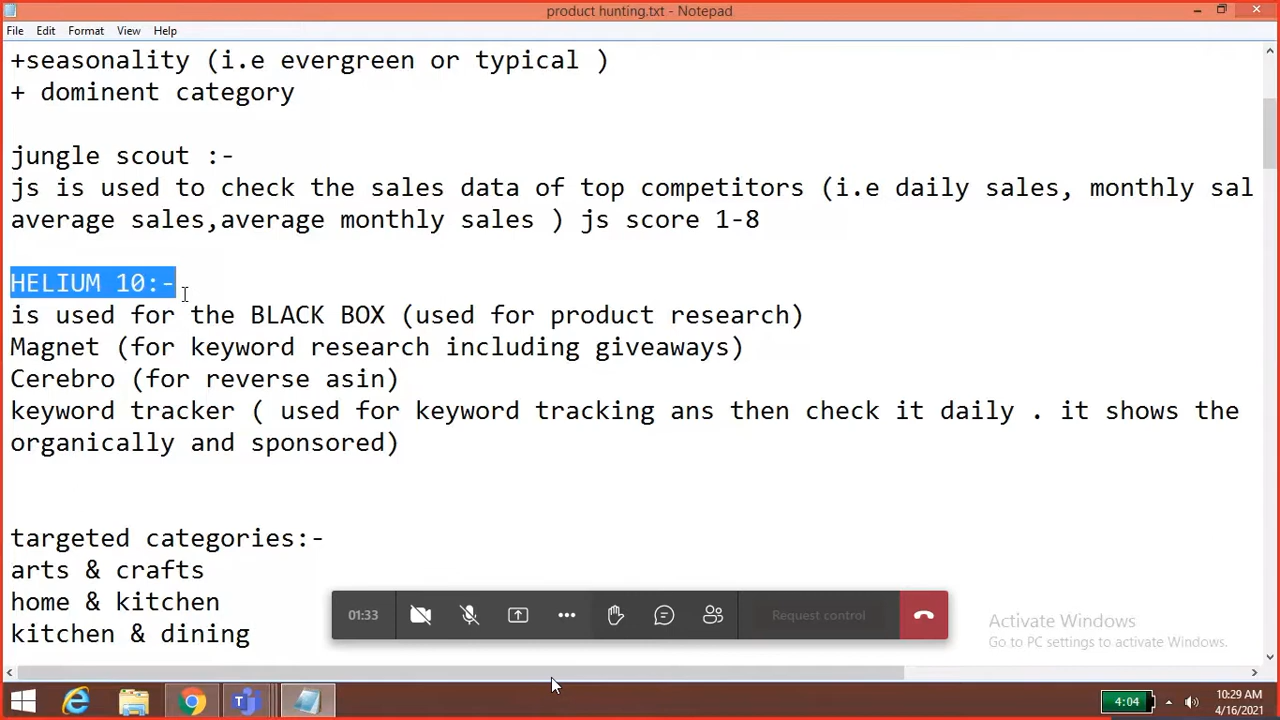 product hunting.txt - Notepad
File Edit Format View Help
+seasonality (i.e evergreen or typical )
+ dominent category
jungle scout :-
js is used to check the sales data of top competitors (i.e daily sales, monthly sal
average sales,average monthly sales ) js score 1-8
HELIUM 10:-
is used for the BLACK BOX (used for product research)
Magnet (for keyword research including giveaways)
Cerebro (for reverse asin)
keyword tracker ( used for keyword tracking ans then check it daily . it shows the
organically and sponsored)
targeted categories:-
arts & crafts
home & kitchen
kitchen & dining
01:33
Request control
Activate Windows
Go to PC settings to activate Windows.
4:04
10:29 AM
4/16/2021